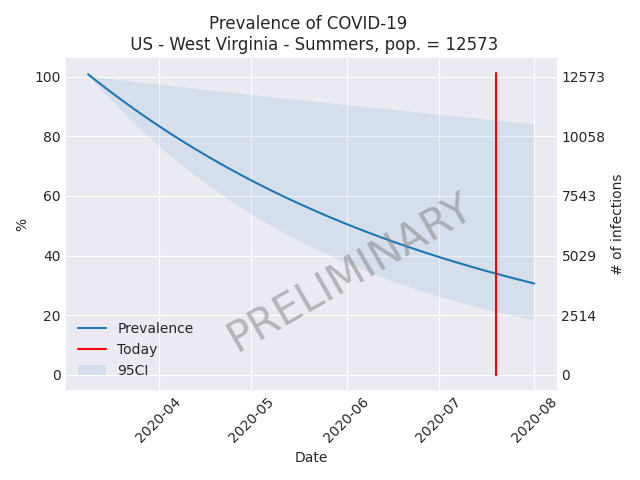 Prevalence of COVID-19
US - West Virginia - Summers, pop. = 12573
100
80
60
40
20
0
%
12573
10058
7543
5029
2514
0
# of infections
PRELIMINARY
Prevalence
Today
95CI
2020-04
2020-05
2020-06
2020-07
2020-08
Date